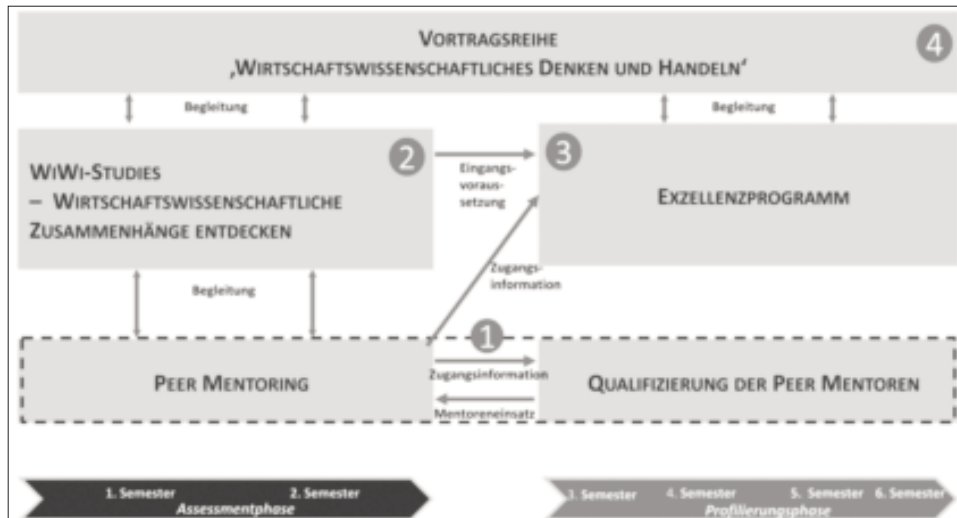 VORTRAGSREIHE
‚WIRTSCHAFTSWISSENSCHAFTLICHES DENKEN UND HANDELN‘
4
Begleitung
Begleitung
2
WIWI-STUDIES
– WIRTSCHAFTSWISSENSCHAFTLICHE
ZUSAMMENHÄNGE ENTDECKEN
Eingangs-
voraus-
setzung
3
EXZELLENZPROGRAMM
Begleitung
Zugangs-
information
1
PEER MENTORING
Zugangsinformation
Mentoreneinsatz
QUALIFIZIERUNG DER PEER MENTOREN
1. Semester
2. Semester
Assessmentphase
3. Semester
4. Semester
5. Semester
6. Semester
Profilierungsphase